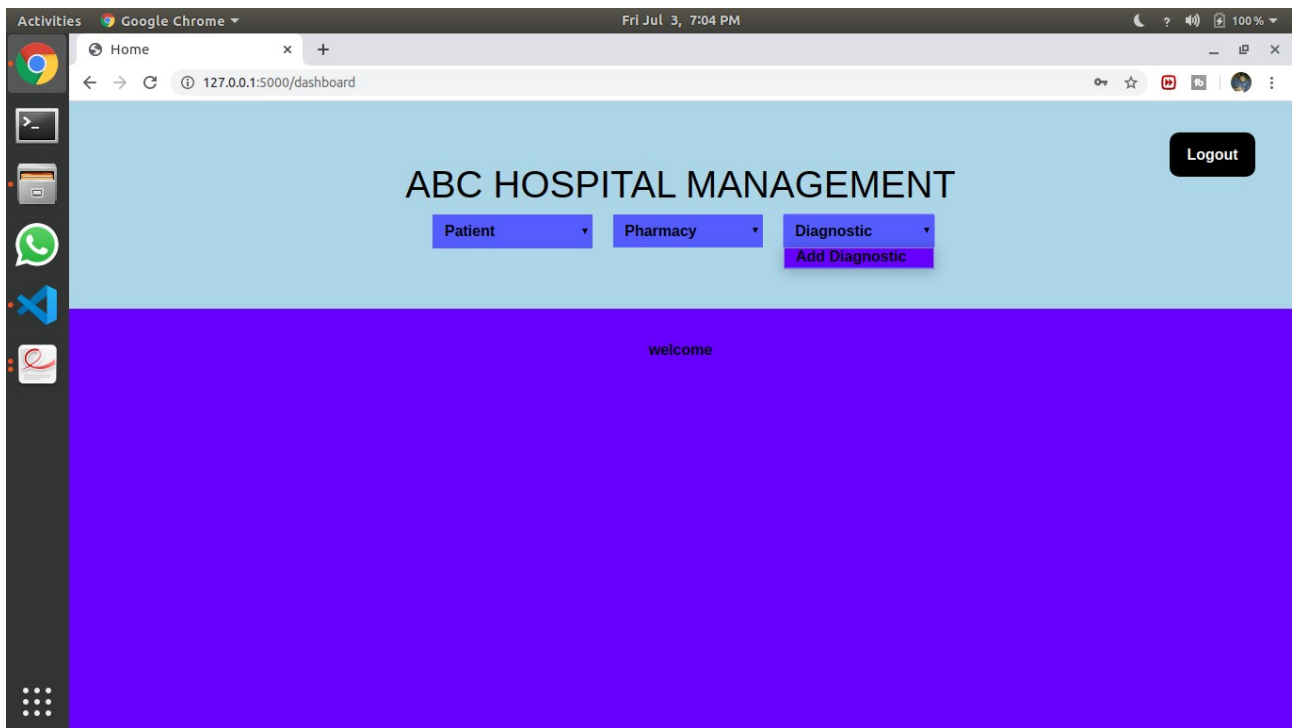 Activities Google Chrome Fri Jul 3, 7:04 PM ? 100 %
Home
127.0.0.1:5000/dashboard
Logout
ABC HOSPITAL MANAGEMENT
Patient Pharmacy Diagnostic
Add Diagnostic
welcome